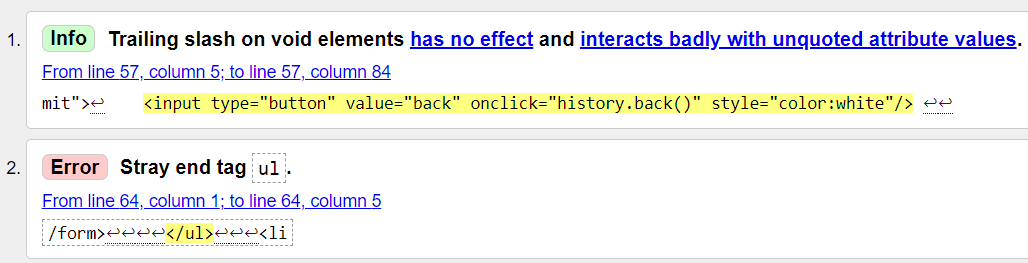 1. Info Trailing slash on void elements has no effect and interacts badly with unquoted attribute values.
From line 57, column 5; to line 57, column 84
mit">↩    <input type="button" value="back" onclick="history.back()" style="color:white"/> ↩↩
2. Error Stray end tag ul.
From line 64, column 1; to line 64, column 5
/form>↩↩↩↩</ul>↩↩↩<li